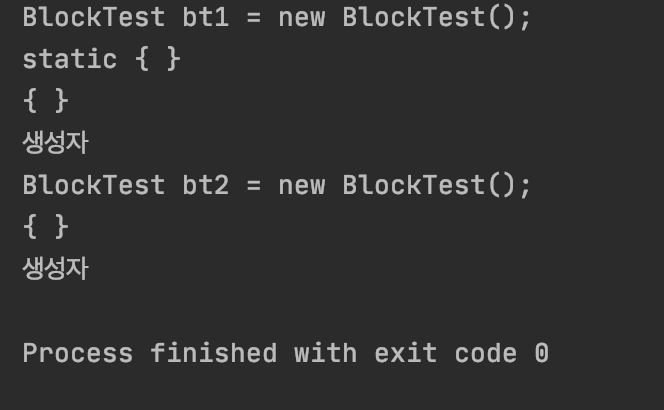 BlockTest bt1 = new BlockTest();
static { }
{ }
생성자
BlockTest bt2 = new BlockTest();
{ }
생성자
Process finished with exit code 0